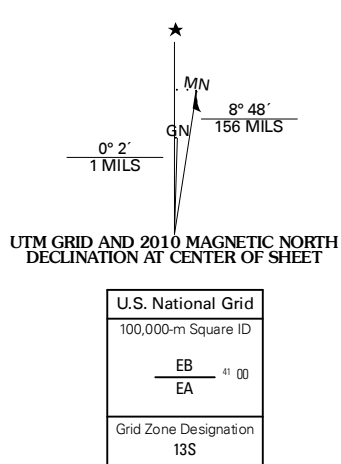 ★
MN
8° 48´
156 MILS
GN
0° 2´
1 MILS
UTM GRID AND 2010 MAGNETIC NORTH
DECLINATION AT CENTER OF SHEET
U.S. National Grid
100,000-m Square ID
EB
41 00
EA
Grid Zone Designation
13S